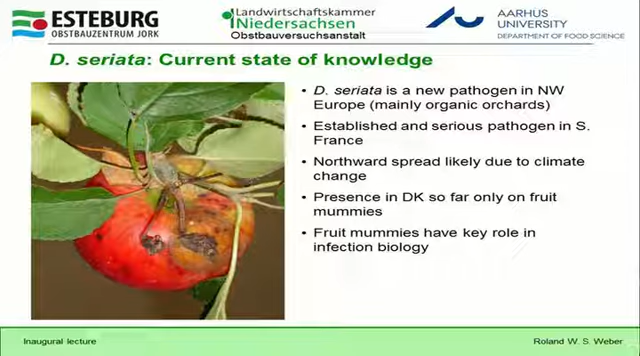 ESTEBURG
OBSTBAUZENTRUM JORK
Landwirtschaftskammer
Niedersachsen
Obstbauversuchsanstalt
AARHUS
UNIVERSITY
DEPARTMENT OF FOOD SCIENCE
D. seriata: Current state of knowledge
• D. seriata is a new pathogen in NW
Europe (mainly organic orchards)
• Established and serious pathogen in S.
France
• Northward spread likely due to climate
change
• Presence in DK so far only on fruit
mummies
• Fruit mummies have key role in
infection biology
Inaugural lecture
Roland W. S. Weber